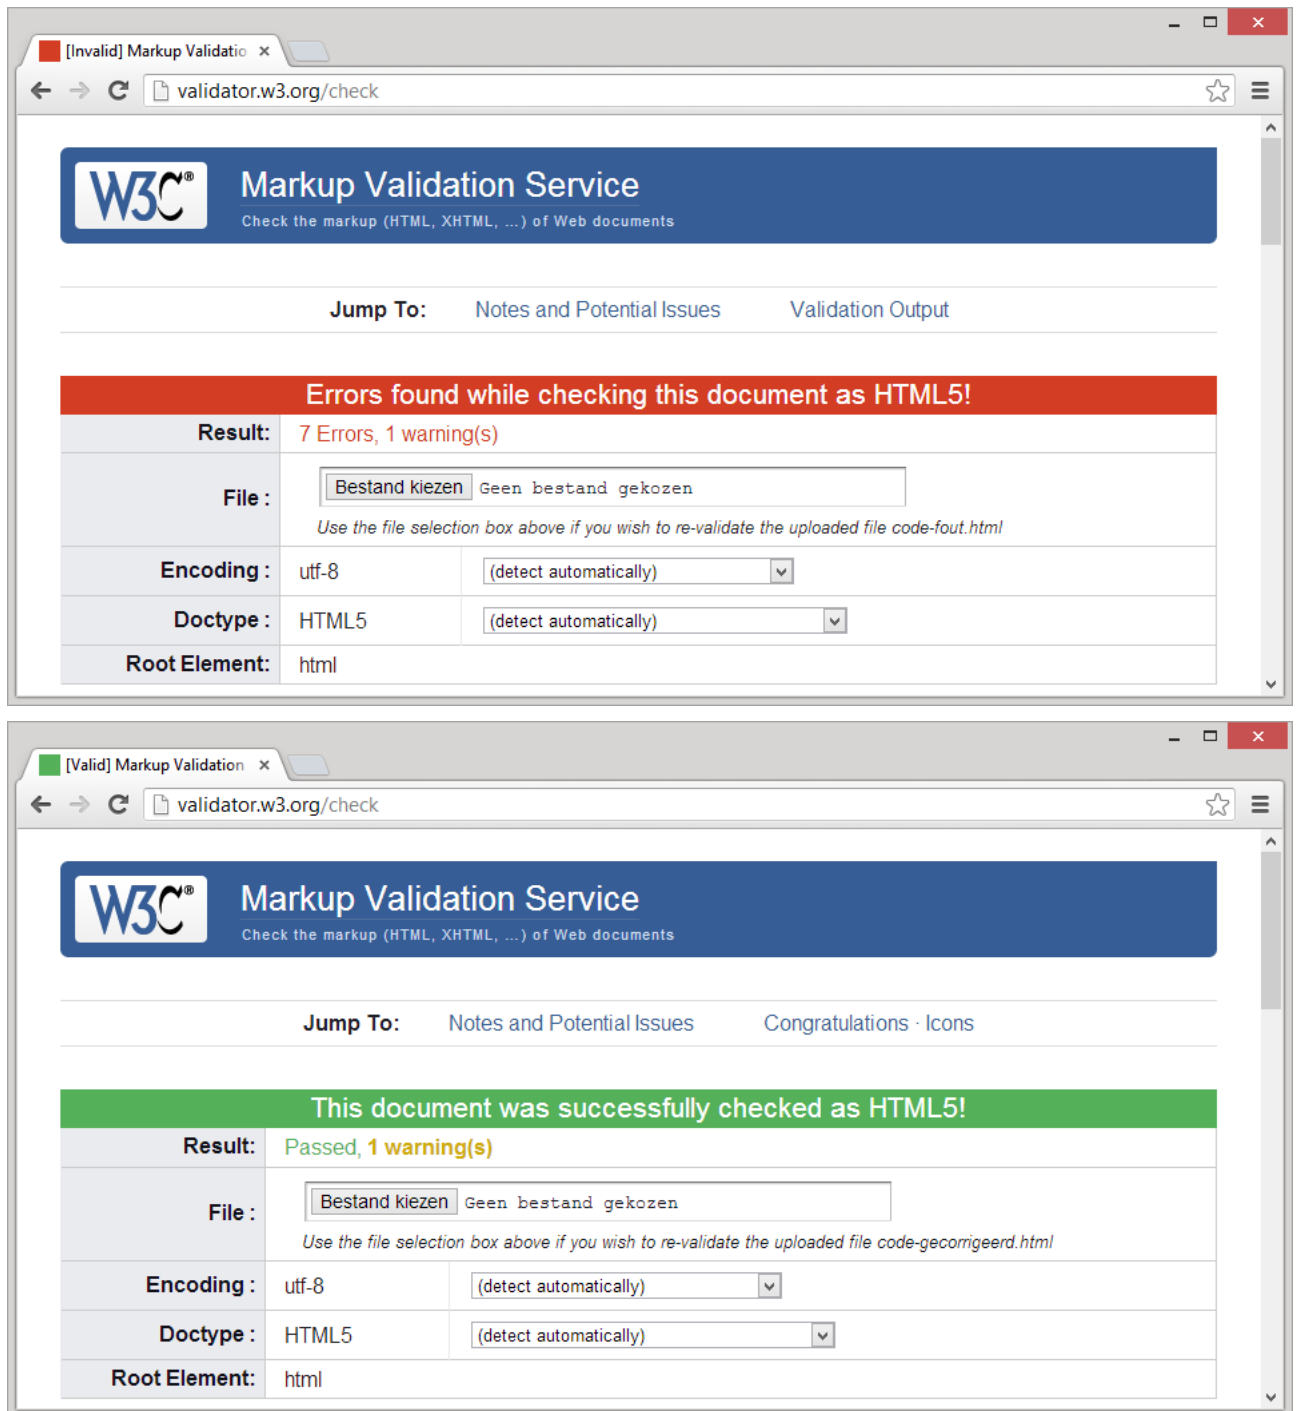 [Invalid] Markup Validatio
validator.w3.org/check
W3C®
Markup Validation Service
Check the markup (HTML, XHTML, ...) of Web documents
Jump To: Notes and Potential Issues Validation Output
Errors found while checking this document as HTML5!
Result: 7 Errors, 1 warning(s)
File : Bestand kiezen Geen bestand gekozen
Use the file selection box above if you wish to re-validate the uploaded file code-fout.html
Encoding : utf-8 (detect automatically)
Doctype : HTML5 (detect automatically)
Root Element: html
[Valid] Markup Validation
validator.w3.org/check
W3C®
Markup Validation Service
Check the markup (HTML, XHTML, ...) of Web documents
Jump To: Notes and Potential Issues Congratulations · Icons
This document was successfully checked as HTML5!
Result: Passed, 1 warning(s)
File : Bestand kiezen Geen bestand gekozen
Use the file selection box above if you wish to re-validate the uploaded file code-gecorrigeerd.html
Encoding : utf-8 (detect automatically)
Doctype : HTML5 (detect automatically)
Root Element: html